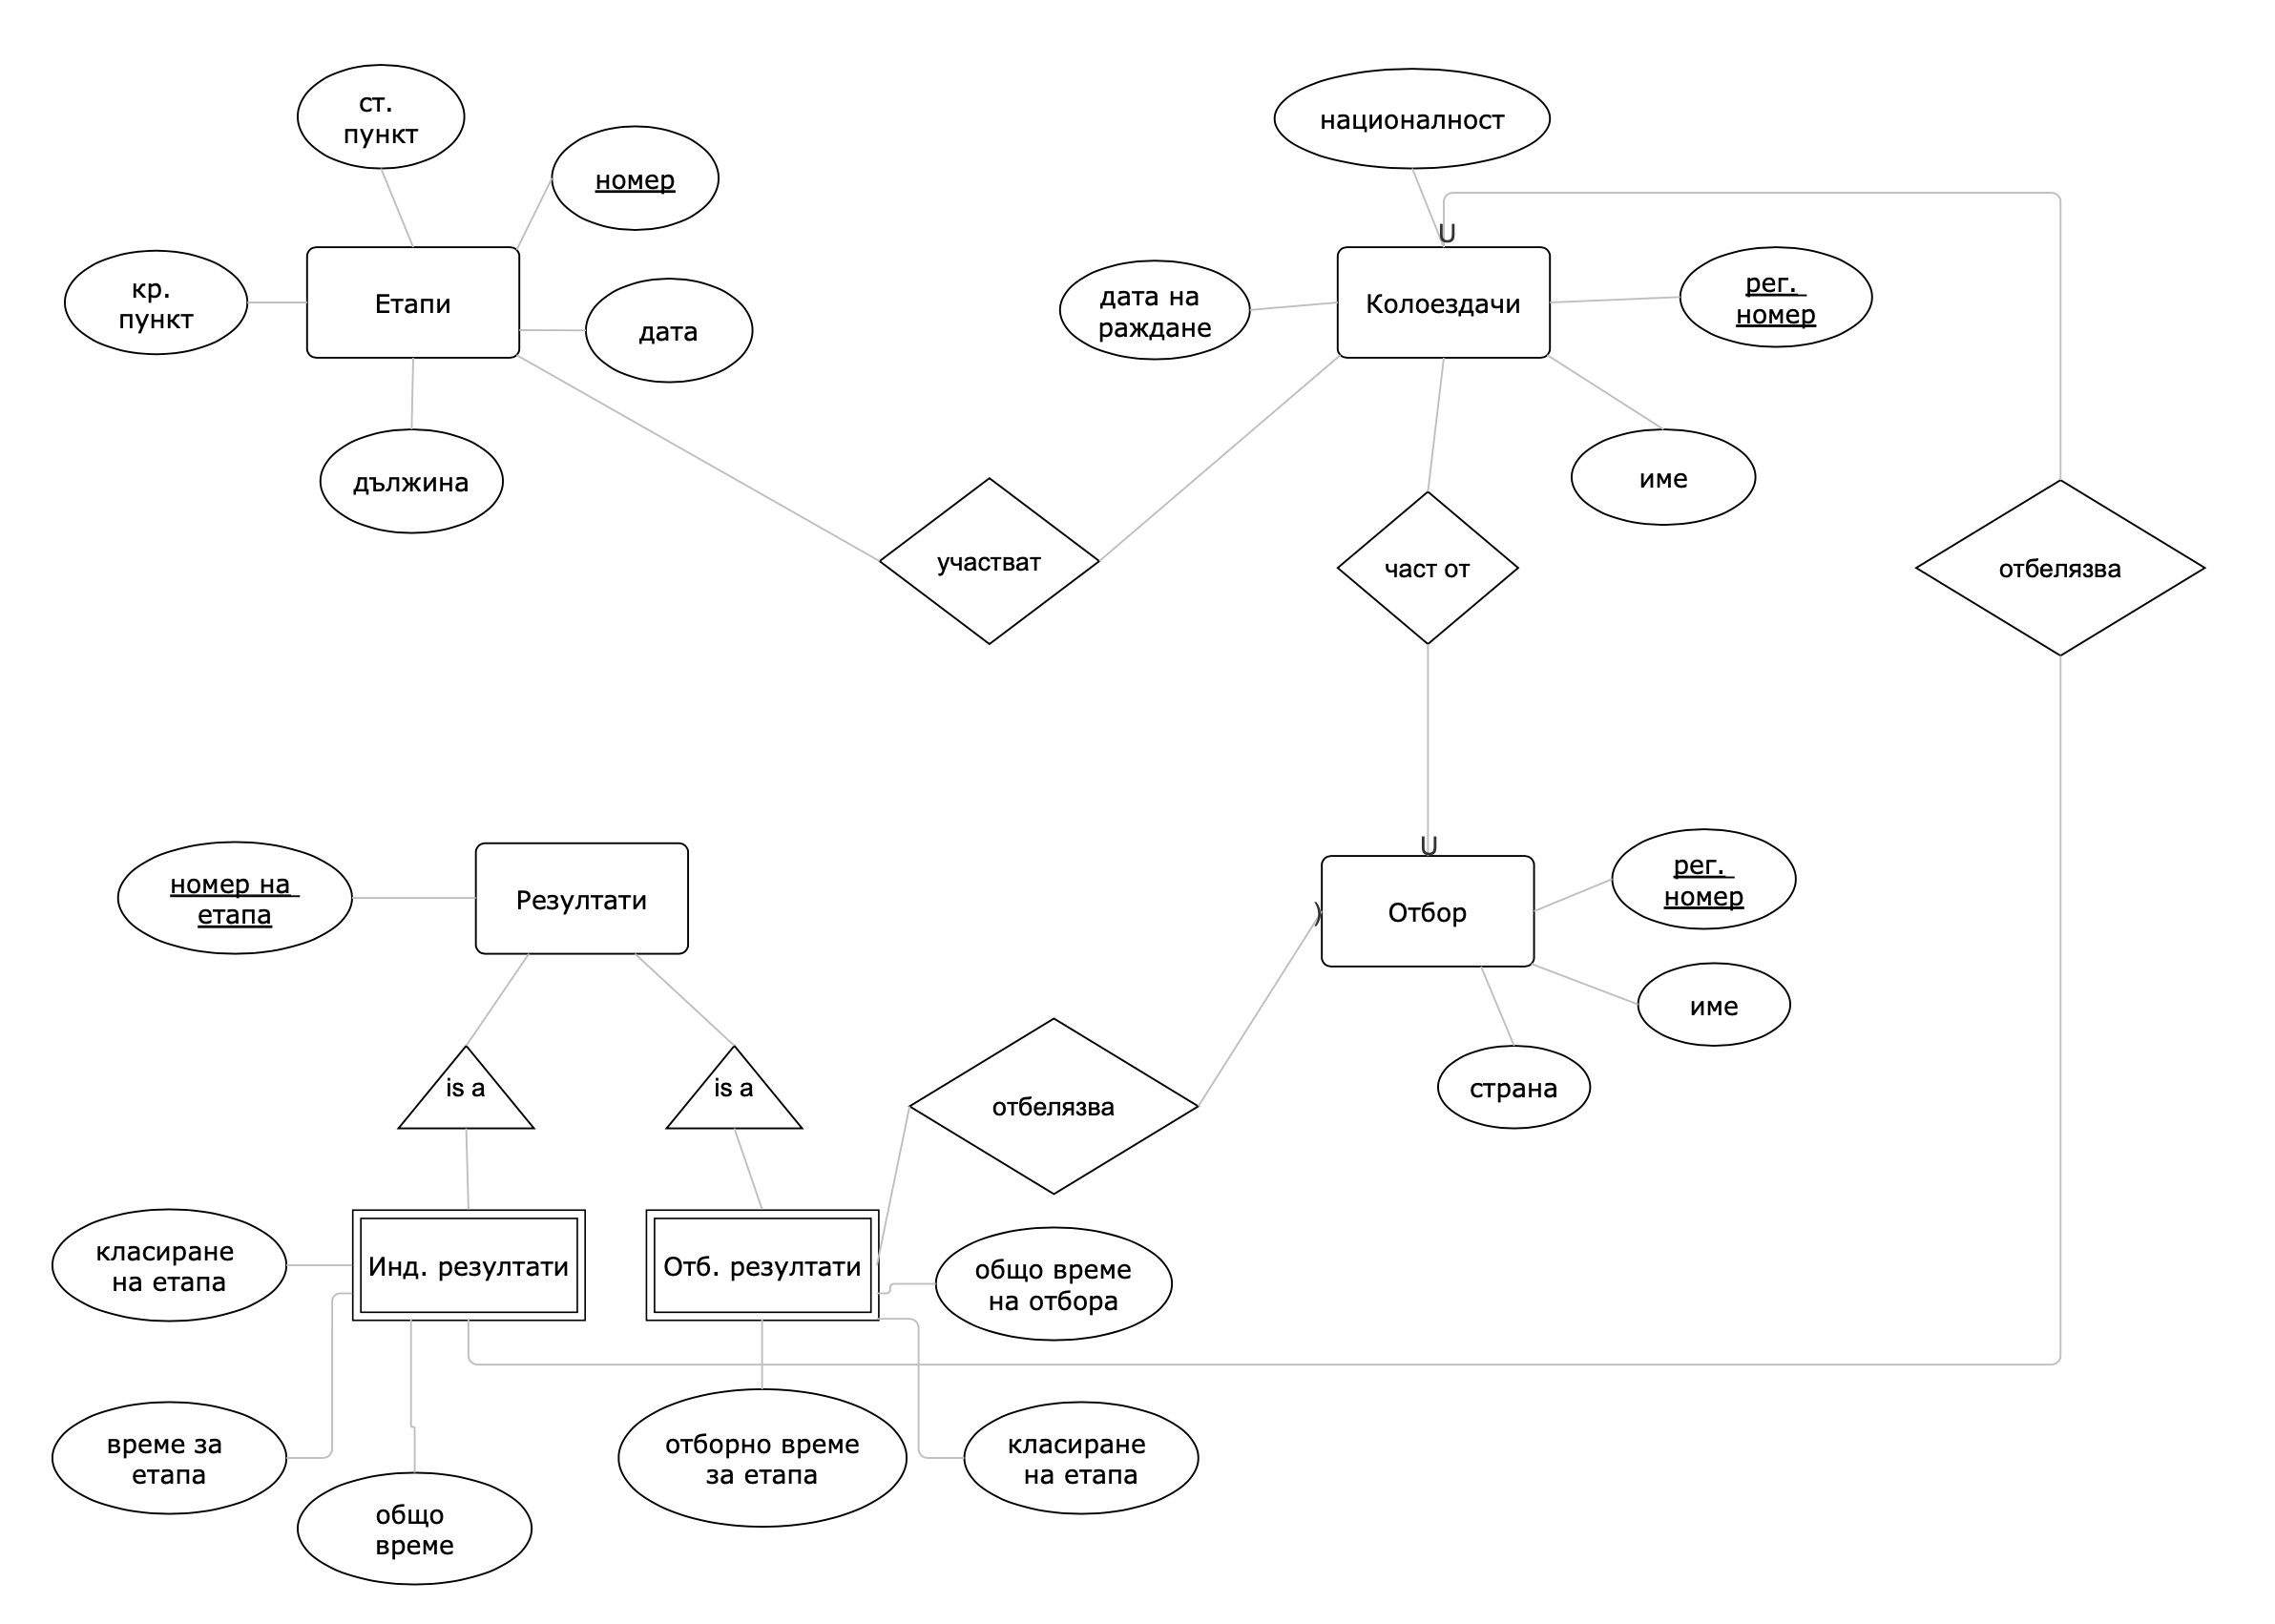 ст.
пункт
номер
кр.
пункт
Етапи
дата
дължина
националност
U
дата на
раждане
Колоездачи
рег.
номер
име
участват
част от
отбелязва
номер на
етапа
Резултати
U
)
Отбор
рег.
номер
име
страна
is a
is a
отбелязва
класиране
на етапа
Инд. резултати
Отб. резултати
общо време
на отбора
време за
етапа
общо
време
отборно време
за етапа
класиране
на етапа